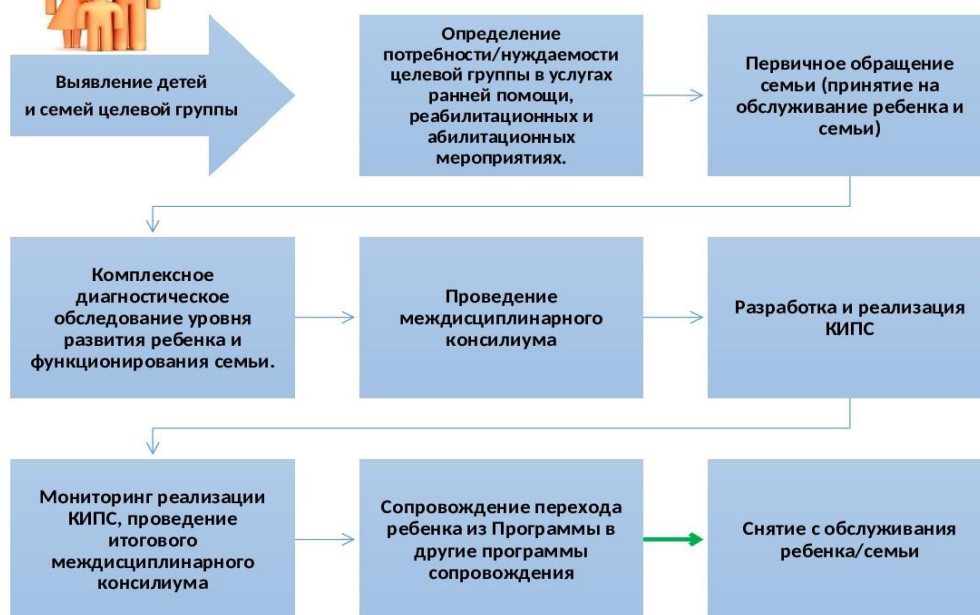 Выявление детей
и семей целевой группы
Определение
потребности/нуждаемости
целевой группы в услугах
ранней помощи,
реабилитационных и
абилитационных
мероприятиях.
Первичное обращение
семьи (принятие на
обслуживание ребенка и
семьи)
Комплексное
диагностическое
обследование уровня
развития ребенка и
функционирования семьи.
Проведение
междисциплинарного
консилиума
Разработка и реализация
КИПС
Мониторинг реализации
КИПС, проведение
итогового
междисциплинарного
консилиума
Сопровождение перехода
ребенка из Программы в
другие программы
сопровождения
Снятие с обслуживания
ребенка/семьи